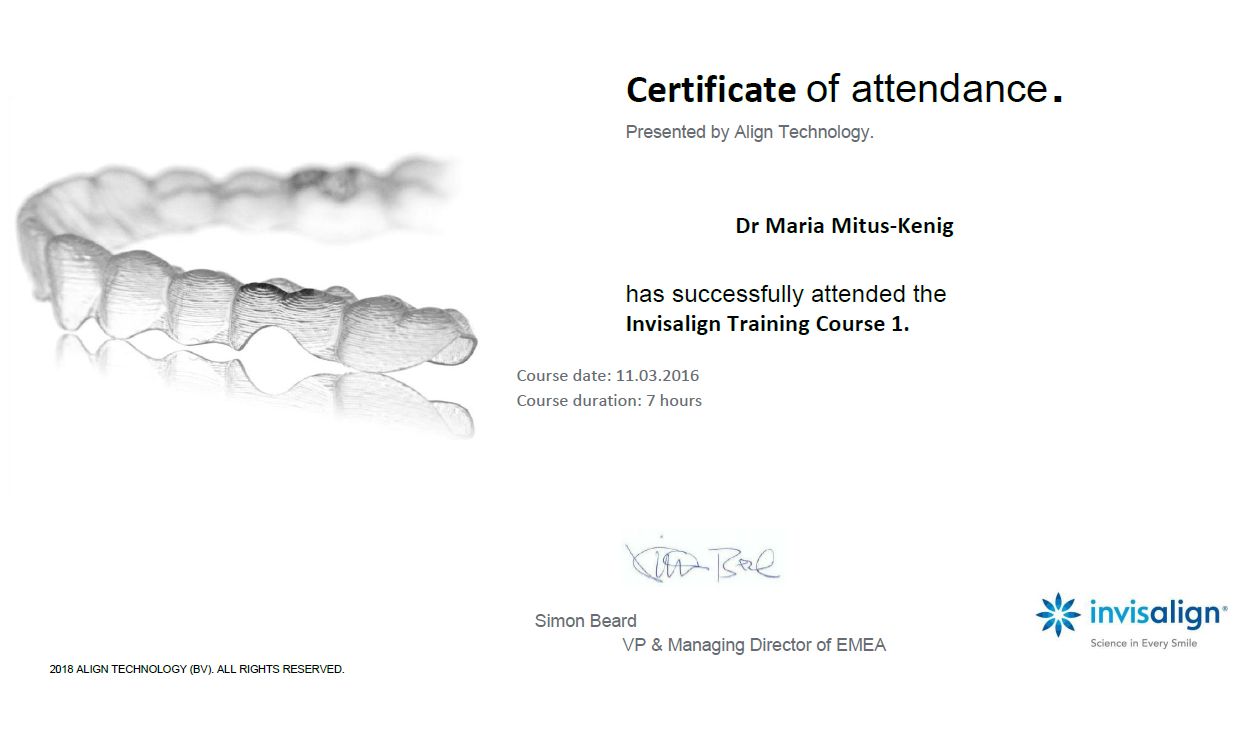 Certificate of attendance.
Presented by Align Technology.
Dr Maria Mitus-Kenig
has successfully attended the
Invisalign Training Course 1.
Course date: 11.03.2016
Course duration: 7 hours
Simon Beard
VP & Managing Director of EMEA
invisalign®
Science in Every Smile
2018 ALIGN TECHNOLOGY (BV). ALL RIGHTS RESERVED.